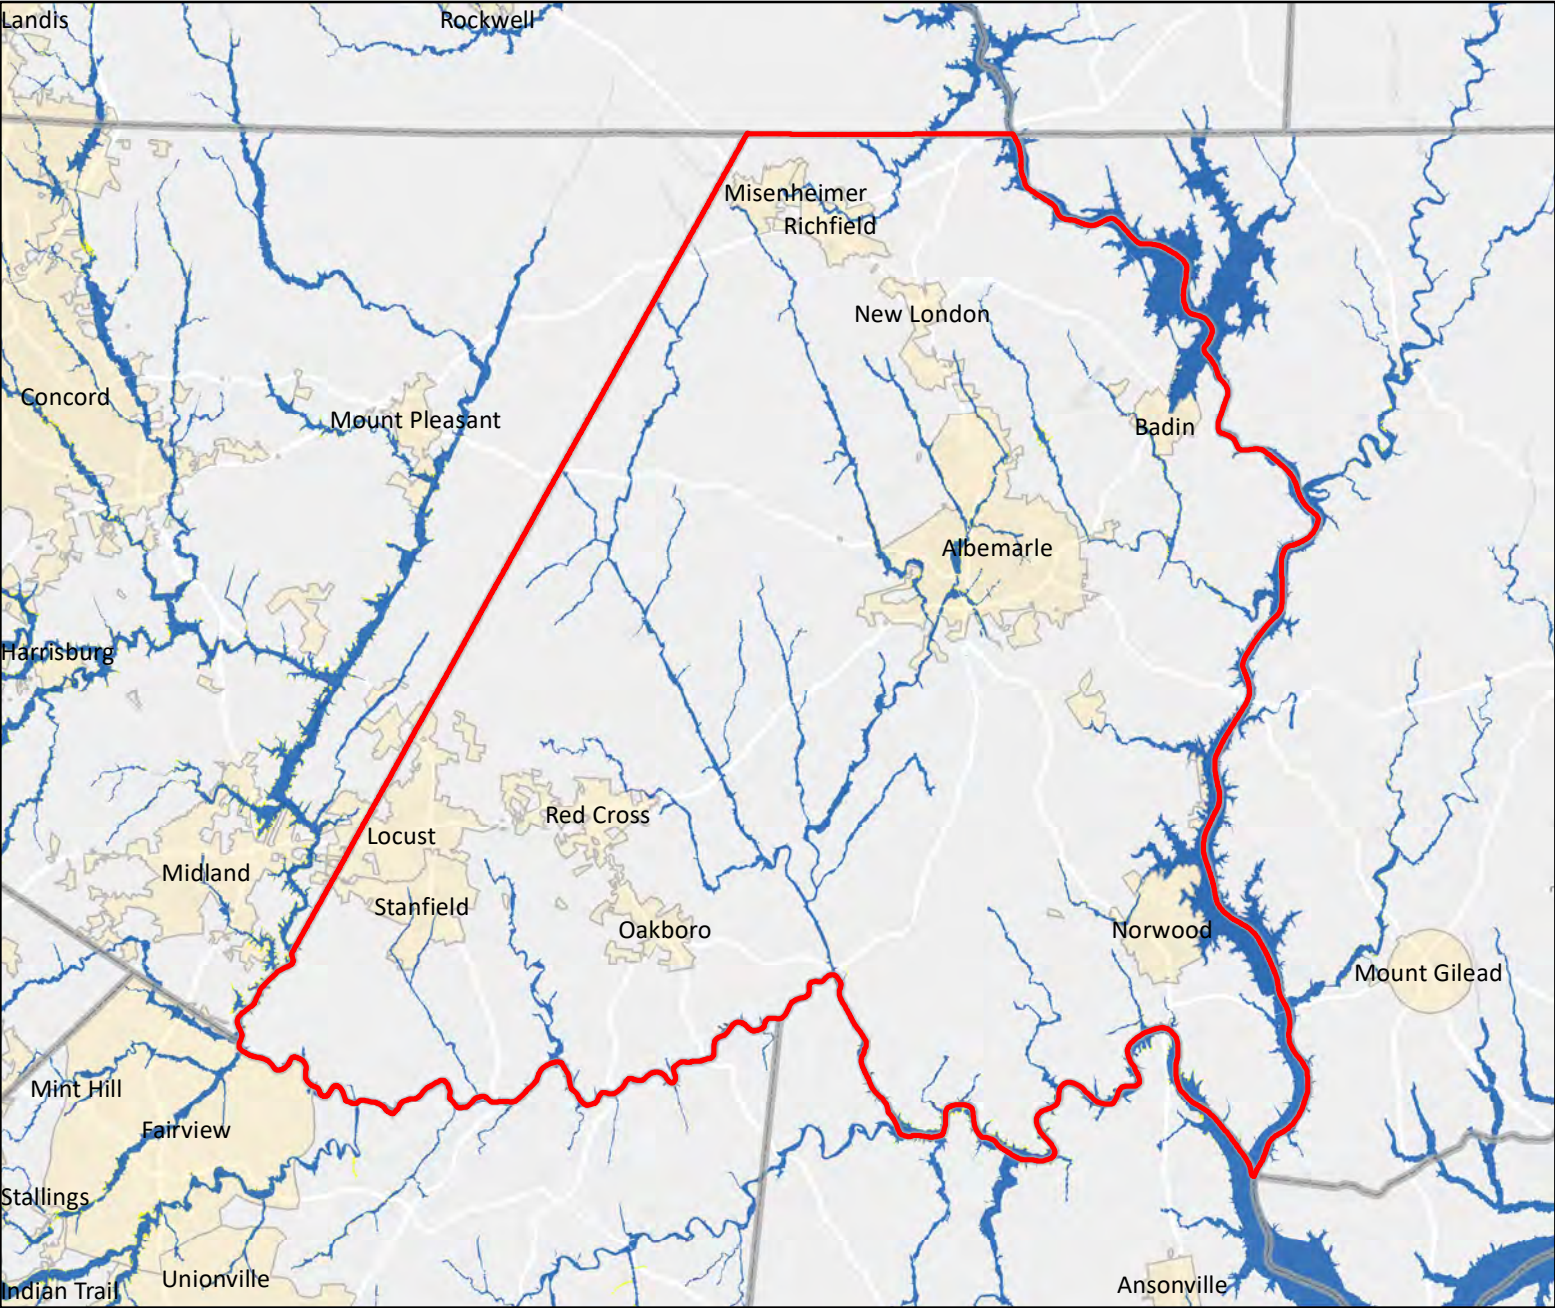 Landis
Rockwell
Misenheimer
Richfield
New London
Concord
Mount Pleasant
Badin
Albemarle
Harrisburg
Red Cross
Locust
Midland
Stanfield
Oakboro
Norwood
Mount Gilead
Mint Hill
Fairview
Stallings
Unionville
Indian Trail
Ansonville